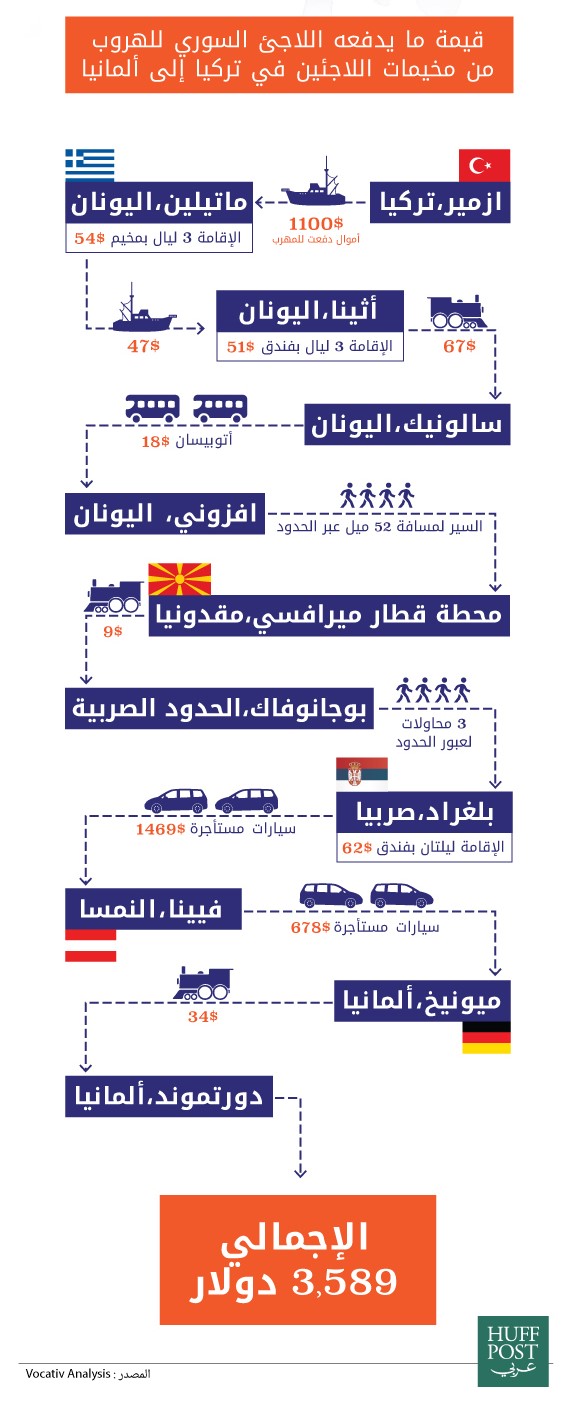 قيمة ما يدفعه اللاجئ السوري للهروب
من مخيمات اللاجئين في تركيا إلى ألمانيا
ازمير،تركيا
1100$
أموال دفعت للمهرب
ماتيلين،اليونان
الإقامة 3 ليال بمخيم 54$
47$
أثينا،اليونان
الإقامة 3 ليال بفندق 51$
67$
سالونيك،اليونان
أتوبيسان 18$
افزوني، اليونان
السير لمسافة 52 ميل عبر الحدود
محطة قطار ميرافسي،مقدونيا
9$
بوجانوفاك،الحدود الصربية
3 محاولات
لعبور الحدود
بلغراد،صربيا
الإقامة ليلتان بفندق 62$
سيارات مستأجرة 1469$
فيينا،النمسا
سيارات مستأجرة 678$
ميونيخ،ألمانيا
34$
دورتموند،ألمانيا
الإجمالي
3,589 دولار
HUFF
POST
عربي
المصدر : Vocativ Analysis